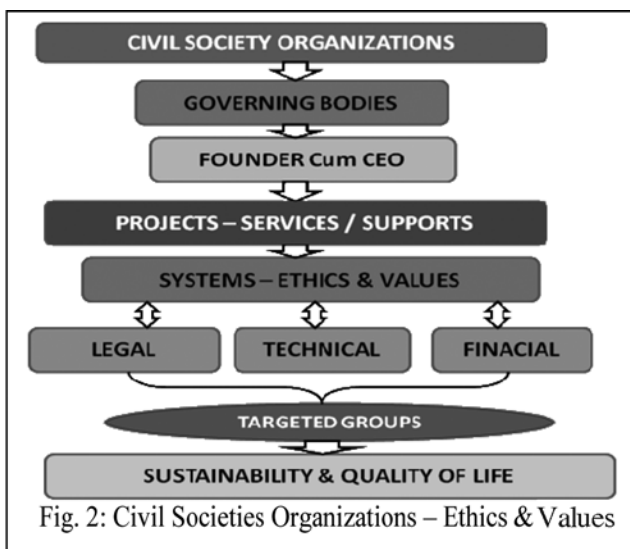 CIVIL SOCIETY ORGANIZATIONS
GOVERNING BODIES
FOUNDER Cum CEO
PROJECTS – SERVICES / SUPPORTS
SYSTEMS – ETHICS & VALUES
LEGAL TECHNICAL FINACIAL
TARGETED GROUPS
SUSTAINABILITY & QUALITY OF LIFE
Fig. 2: Civil Societies Organizations – Ethics & Values